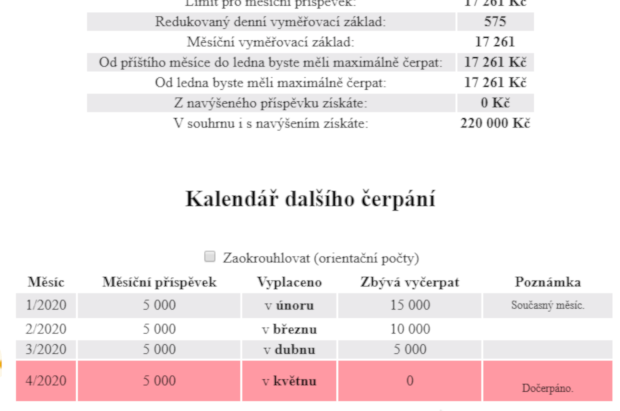 Limit pro měsíční příspěvek: 17 261 Kč
Redukovaný denní vyměřovací základ: 575
Měsíční vyměřovací základ: 17 261
Od příštího měsíce do ledna byste měli maximálně čerpat: 17 261 Kč
Od ledna byste měli maximálně čerpat: 17 261 Kč
Z navýšeného příspěvku získáte: 0 Kč
V souhrnu i s navýšením získáte: 220 000 Kč
Kalendář dalšího čerpání
Zaokrouhlovat (orientační počty)
Měsíc Měsíční příspěvek Vyplaceno Zbývá vyčerpat Poznámka
1/2020 5 000 v únoru 15 000 Současný měsíc.
2/2020 5 000 v březnu 10 000
3/2020 5 000 v dubnu 5 000
4/2020 5 000 v květnu 0 Dočerpáno.